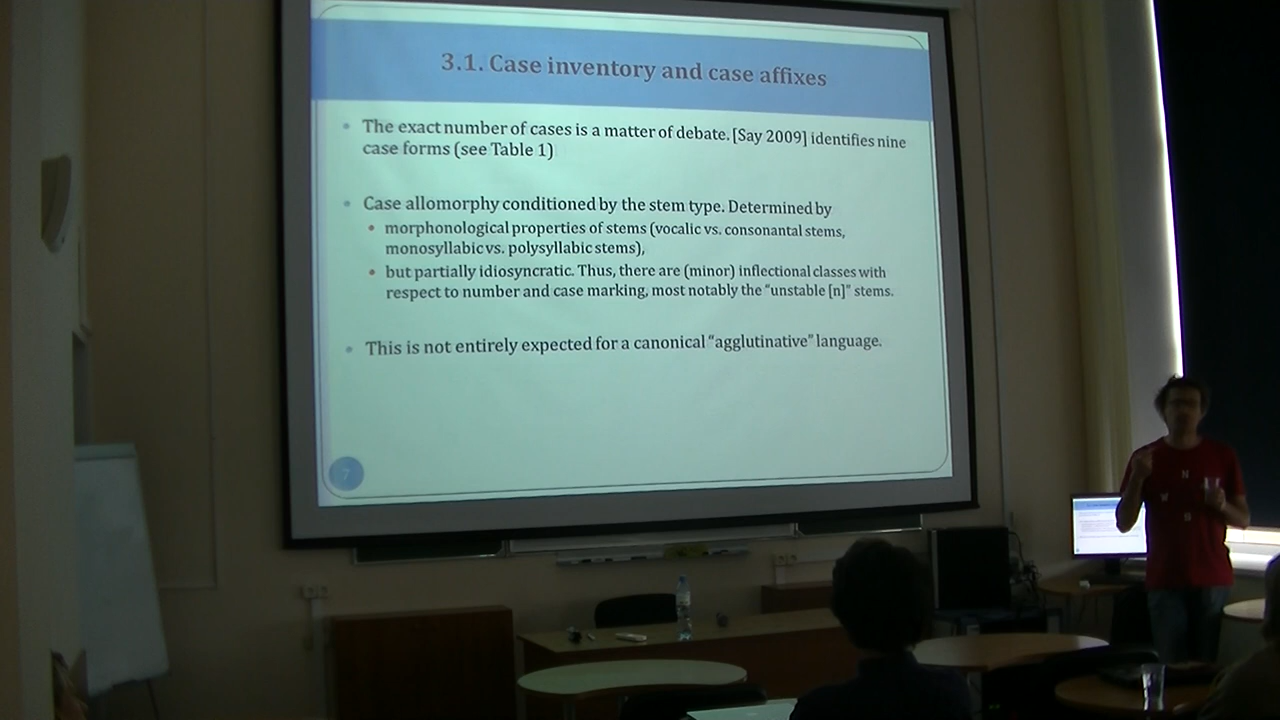 3.1. Case inventory and case affixes
The exact number of cases is a matter of debate. [Say 2009] identifies nine
case forms (see Table 1)
Case allomorphy conditioned by the stem type. Determined by
morphonological properties of stems (vocalic vs. consonantal stems,
monosyllabic vs. polysyllabic stems),
but partially idiosyncratic. Thus, there are (minor) inflectional classes with
respect to number and case marking, most notably the "unstable [n]" stems.
This is not entirely expected for a canonical "agglutinative" language.
7
N
W